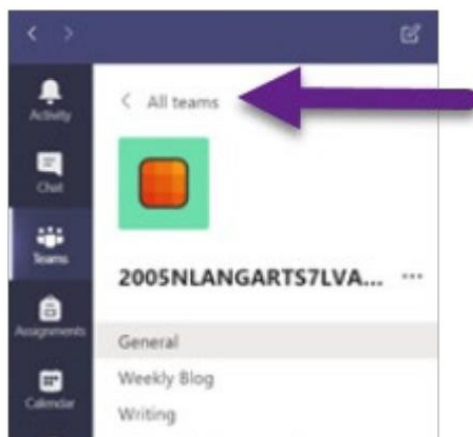 Activity
Chat
Teams
Assignments
Calendar
All teams
2005NLANGARTS7LVA...
General
Weekly Blog
Writing